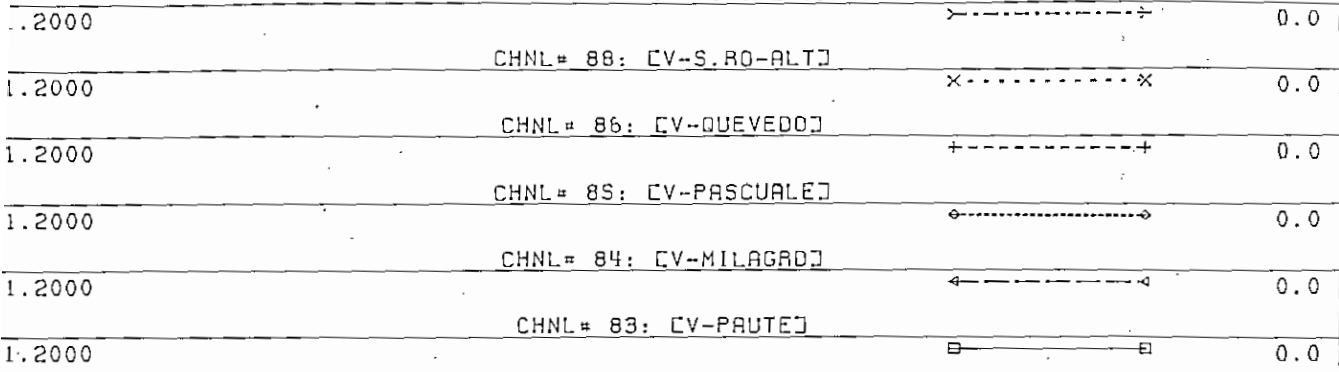 .2000 0.0
CHNL# 88: [V-S.RO-ALT]
1.2000 0.0
CHNL# 86: [V-QUEVEDO]
1.2000 0.0
CHNL# 85: [V-PASCUALE]
1.2000 0.0
CHNL# 84: [V-MILAGRO]
1.2000 0.0
CHNL# 83: [V-PAUTE]
1.2000 0.0